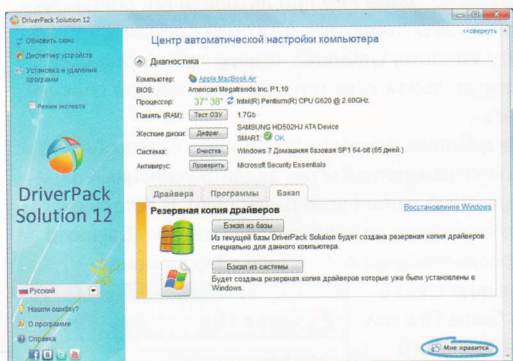 DriverPack Solution 12
свернуть
Обновить окно
Диспетчер устройств
Установка и удаление
программ
Режим эксперта
DriverPack
Solution 12
Русский
Нашли ошибку?
О программе
Справка
Центр автоматической настройки компьютера
Диагностика
Компьютер: Apple MacBook Air
BIOS: American Megatrends Inc. P1.10
Процессор: 37° 38° Intel(R) Pentium(R) CPU G620 @ 2.60GHz
Память (RAM): Тест ОЗУ 1.7Gb
Жесткие диски: Дефраг. SAMSUNG HD502HJ ATA Device
SMART: OK
Система: Очистка Windows 7 Домашняя базовая SP1 64-bit (65 дней.)
Антивирус: Проверить Microsoft Security Essentials
Драйвера Программы Бэкап
Резервная копия драйверов Восстановление Windows
Бэкап из базы
Из текущей базы DriverPack Solution будет создана резервная копия драйверов
специально для данного компьютера.
Бэкап из системы
Будет создана резервная копия драйверов которые уже были установлены в
Windows.
Мне нравится